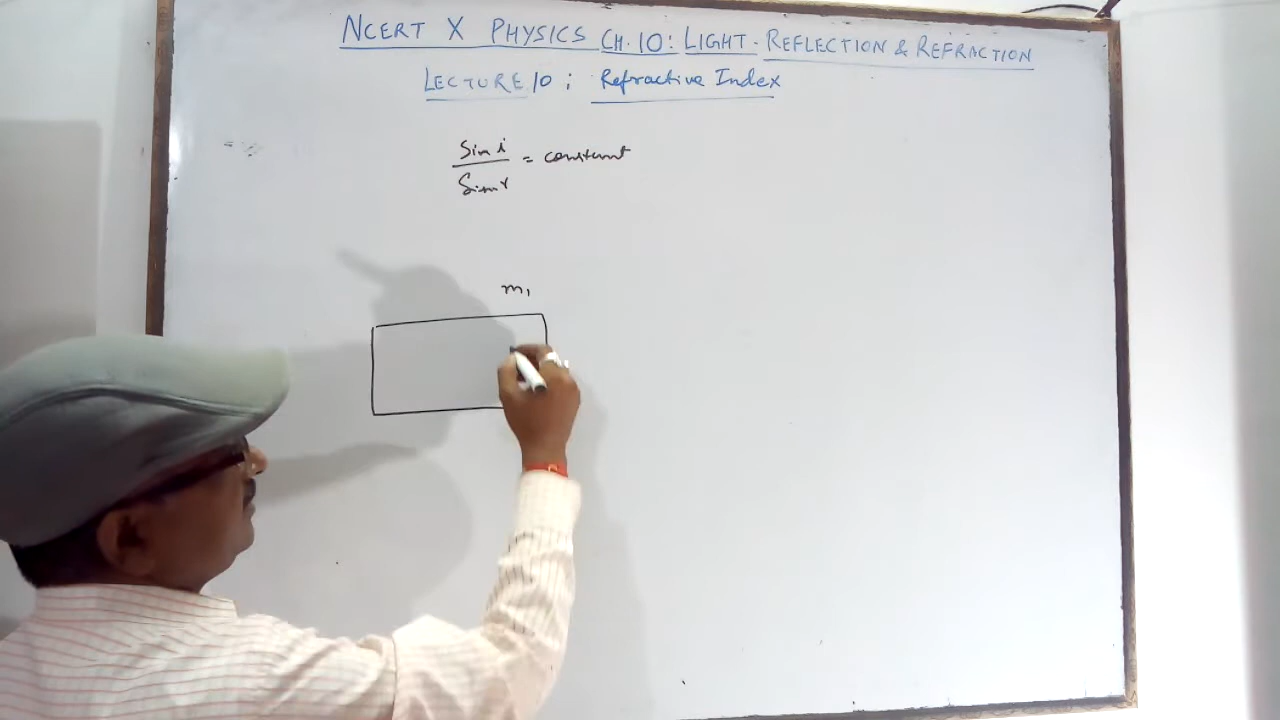 NCERT X PHYSICS CH.10: LIGHT - REFLECTION & REFRACTION
LECTURE 10 : Refractive Index
Sin i
= constant
Sin r
m₁